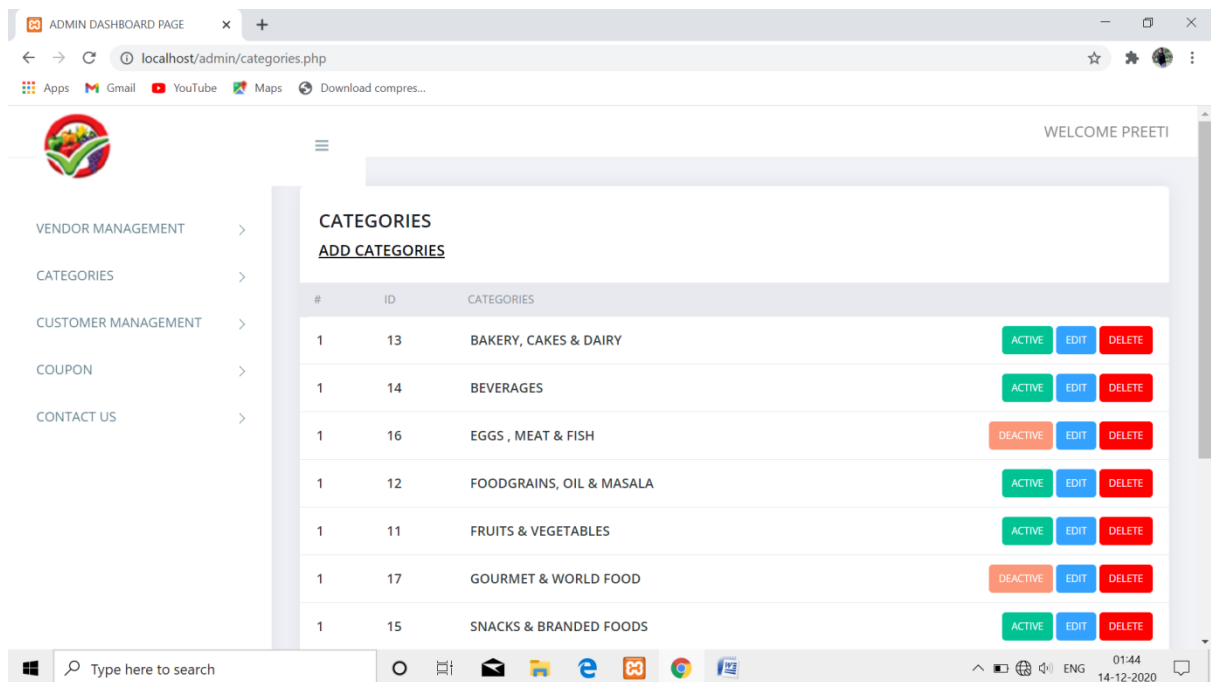 ADMIN DASHBOARD PAGE
localhost/admin/categories.php
Apps Gmail YouTube Maps Download compres...
WELCOME PREETI
VENDOR MANAGEMENT
CATEGORIES
CUSTOMER MANAGEMENT
COUPON
CONTACT US
CATEGORIES
ADD CATEGORIES
# ID CATEGORIES
1 13 BAKERY, CAKES & DAIRY ACTIVE EDIT DELETE
1 14 BEVERAGES ACTIVE EDIT DELETE
1 16 EGGS , MEAT & FISH DEACTIVE EDIT DELETE
1 12 FOODGRAINS, OIL & MASALA ACTIVE EDIT DELETE
1 11 FRUITS & VEGETABLES ACTIVE EDIT DELETE
1 17 GOURMET & WORLD FOOD DEACTIVE EDIT DELETE
1 15 SNACKS & BRANDED FOODS ACTIVE EDIT DELETE
Type here to search
ENG
01:44
14-12-2020